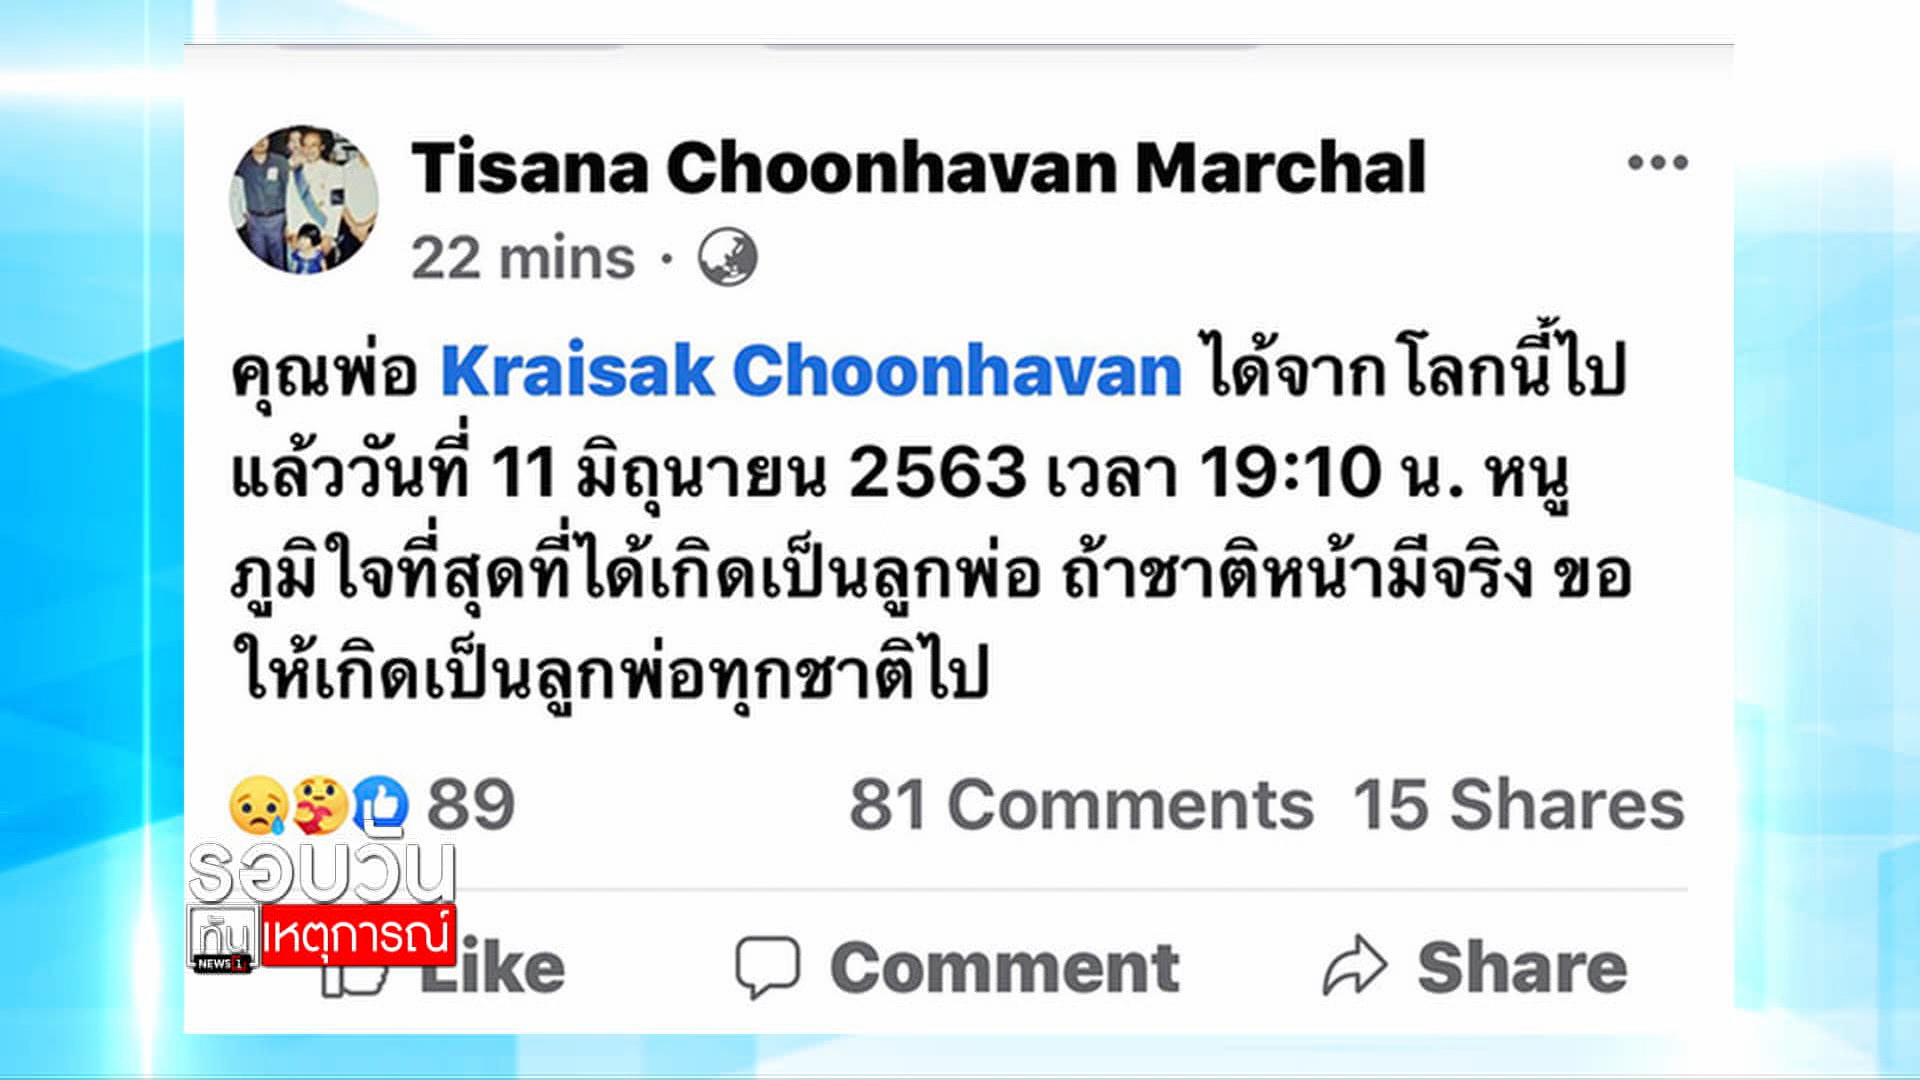 Tisana Choonhavan Marchal
22 mins ·
คุณพ่อ Kraisak Choonhavan ได้จากโลกนี้ไป
แล้ววันที่ 11 มิถุนายน 2563 เวลา 19:10 น. หนู
ภูมิใจที่สุดที่ได้เกิดเป็นลูกพ่อ ถ้าชาติหน้ามีจริง ขอ
ให้เกิดเป็นลูกพ่อทุกชาติไป
89 81 Comments 15 Shares
รอบวัน
ทันเหตุการณ์
NEWS 1
Like Comment Share